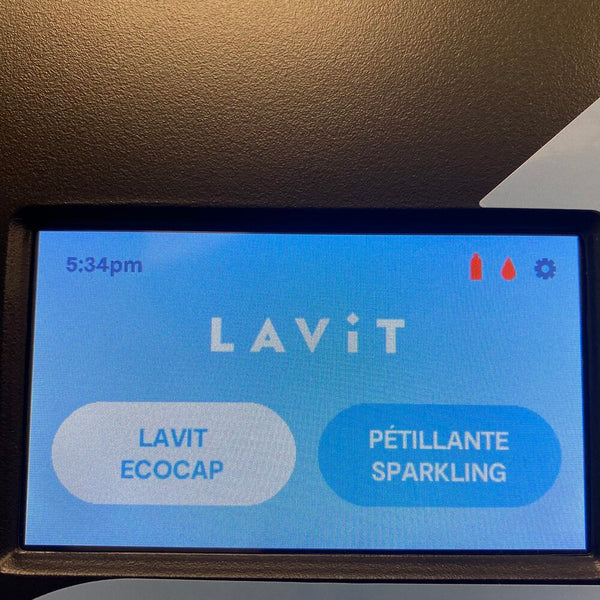 5:34pm
LAViT
LAVIT
ECOCAP
PÉTILLANTE
SPARKLING